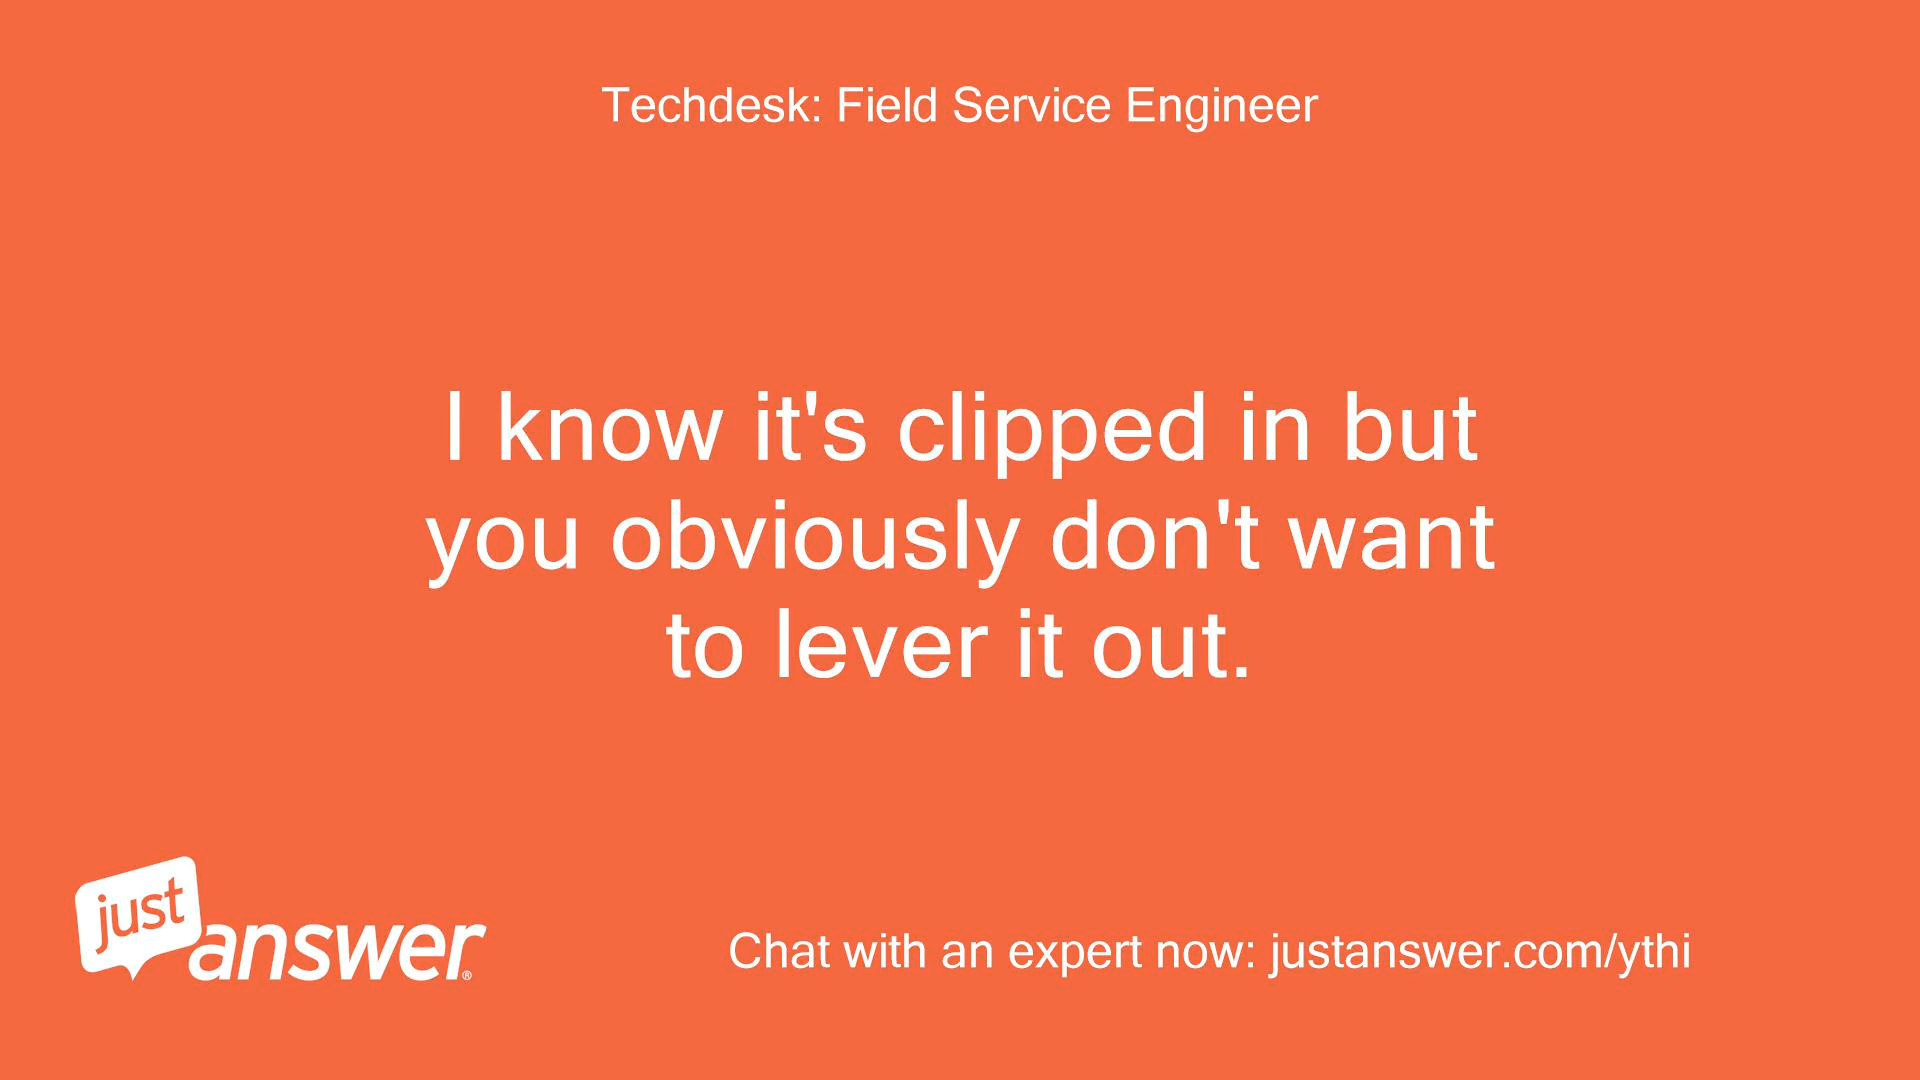 Techdesk: Field Service Engineer
I know it's clipped in but
you obviously don't want
to lever it out.
just
answer®
Chat with an expert now: justanswer.com/ythi